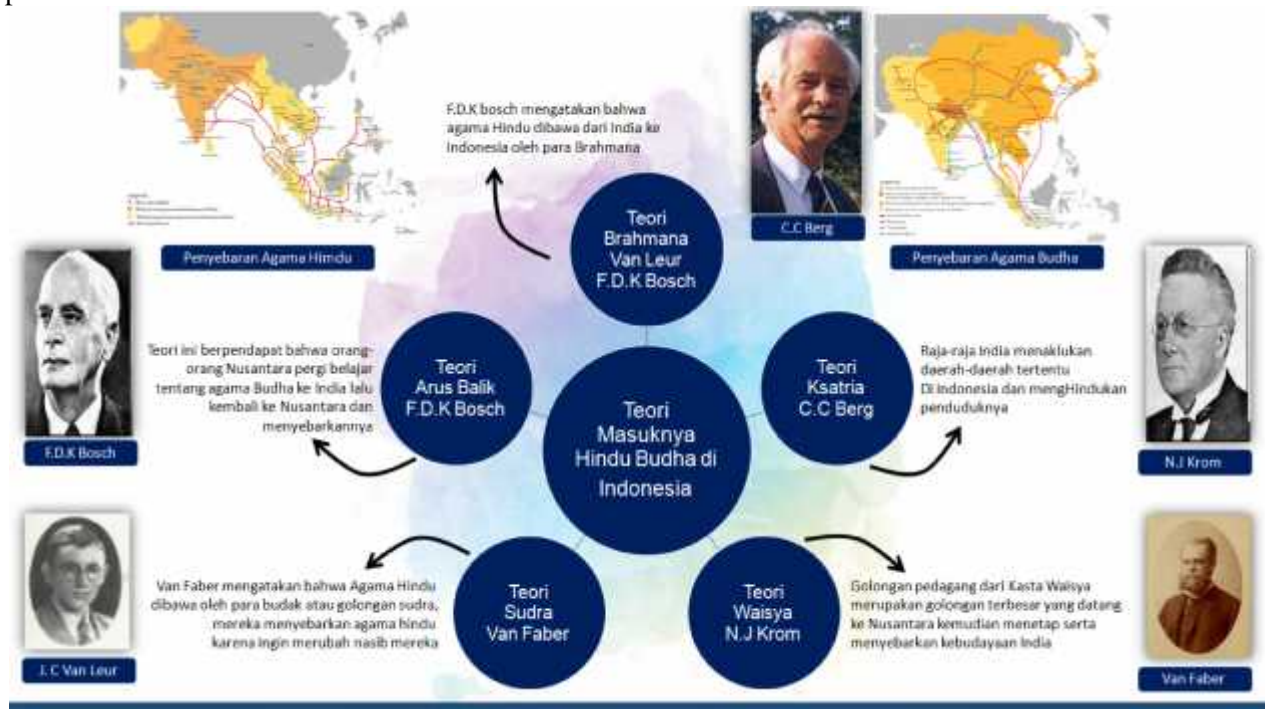 F.D.K bosch mengatakan bahwa
agama Hindu dibawa dari India ke
Indonesia oleh para Brahmana
C.C Berg
Penyebaran Agama Himdu
Penyebaran Agama Budha
Teori
Brahmana
Van Leur
F.D.K Bosch
Teori ini berpendapat bahwa orang-
orang Nusantara pergi belajar
tentang agama Budha ke India lalu
kembali ke Nusantara dan
menyebarkannya
Teori
Arus Balik
F.D.K Bosch
Teori
Ksatria
C.C Berg
Raja-raja India menaklukan
daerah-daerah tertentu
DI Indonesia dan mengHindukan
penduduknya
F.D.K Bosch
N.J Krom
Teori
Masuknya
Hindu Budha di
Indonesia
Van Faber mengatakan bahwa Agama Hindu
dibawa oleh para budak atau golongan sudra,
mereka menyebarkan agama hindu
karena ingin merubah nasib mereka
Teori
Sudra
Van Faber
Teori
Waisya
N.J Krom
Golongan pedagang dari Kasta Waisya
merupakan golongan terbesar yang datang
ke Nusantara kemudian menetap serta
menyebarkan kebudayaan India
J. C Van Leur
Van Faber